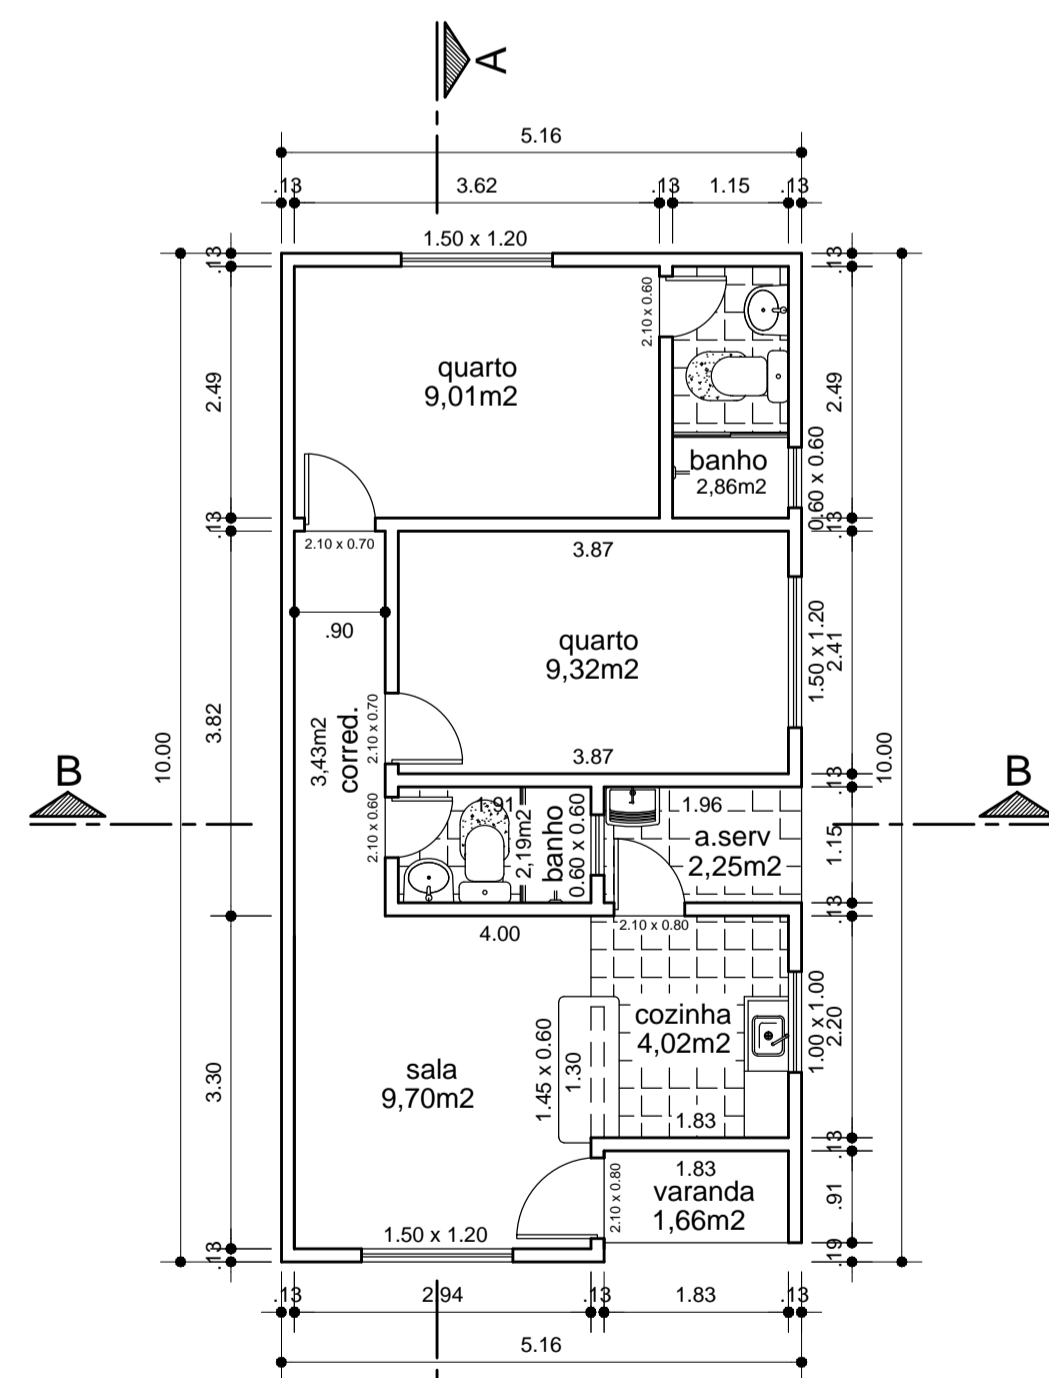 A
5.16
.13
3.62
.13
1.15
.13
1.50 x 1.20
.13
.13
2.10 x 0.60
quarto
9,01m2
2.49
2.49
banho
2,86m2
0.60 x 0.60
.13
.13
2.10 x 0.70
3.87
.90
quarto
9,32m2
1.50 x 1.20
2.41
3,43m2
corred.
2.10 x 0.70
3.82
10.00
10.00
3.87
B
B
.13
1.91
2,19m2
banho
0.60 x 0.60
2.10 x 0.60
1.96
a.serv
2,25m2
1.15
.13
2.10 x 0.80
4.00
cozinha
4,02m2
1.00 x 1.00
2.20
1.45 x 0.60
1.30
sala
9.70m2
3.30
1.83
.13
1.83
varanda
1,66m2
2.10 x 0.80
.91
1.50 x 1.20
.13
.19
.13
2.94
.13
1.83
.13
5.16